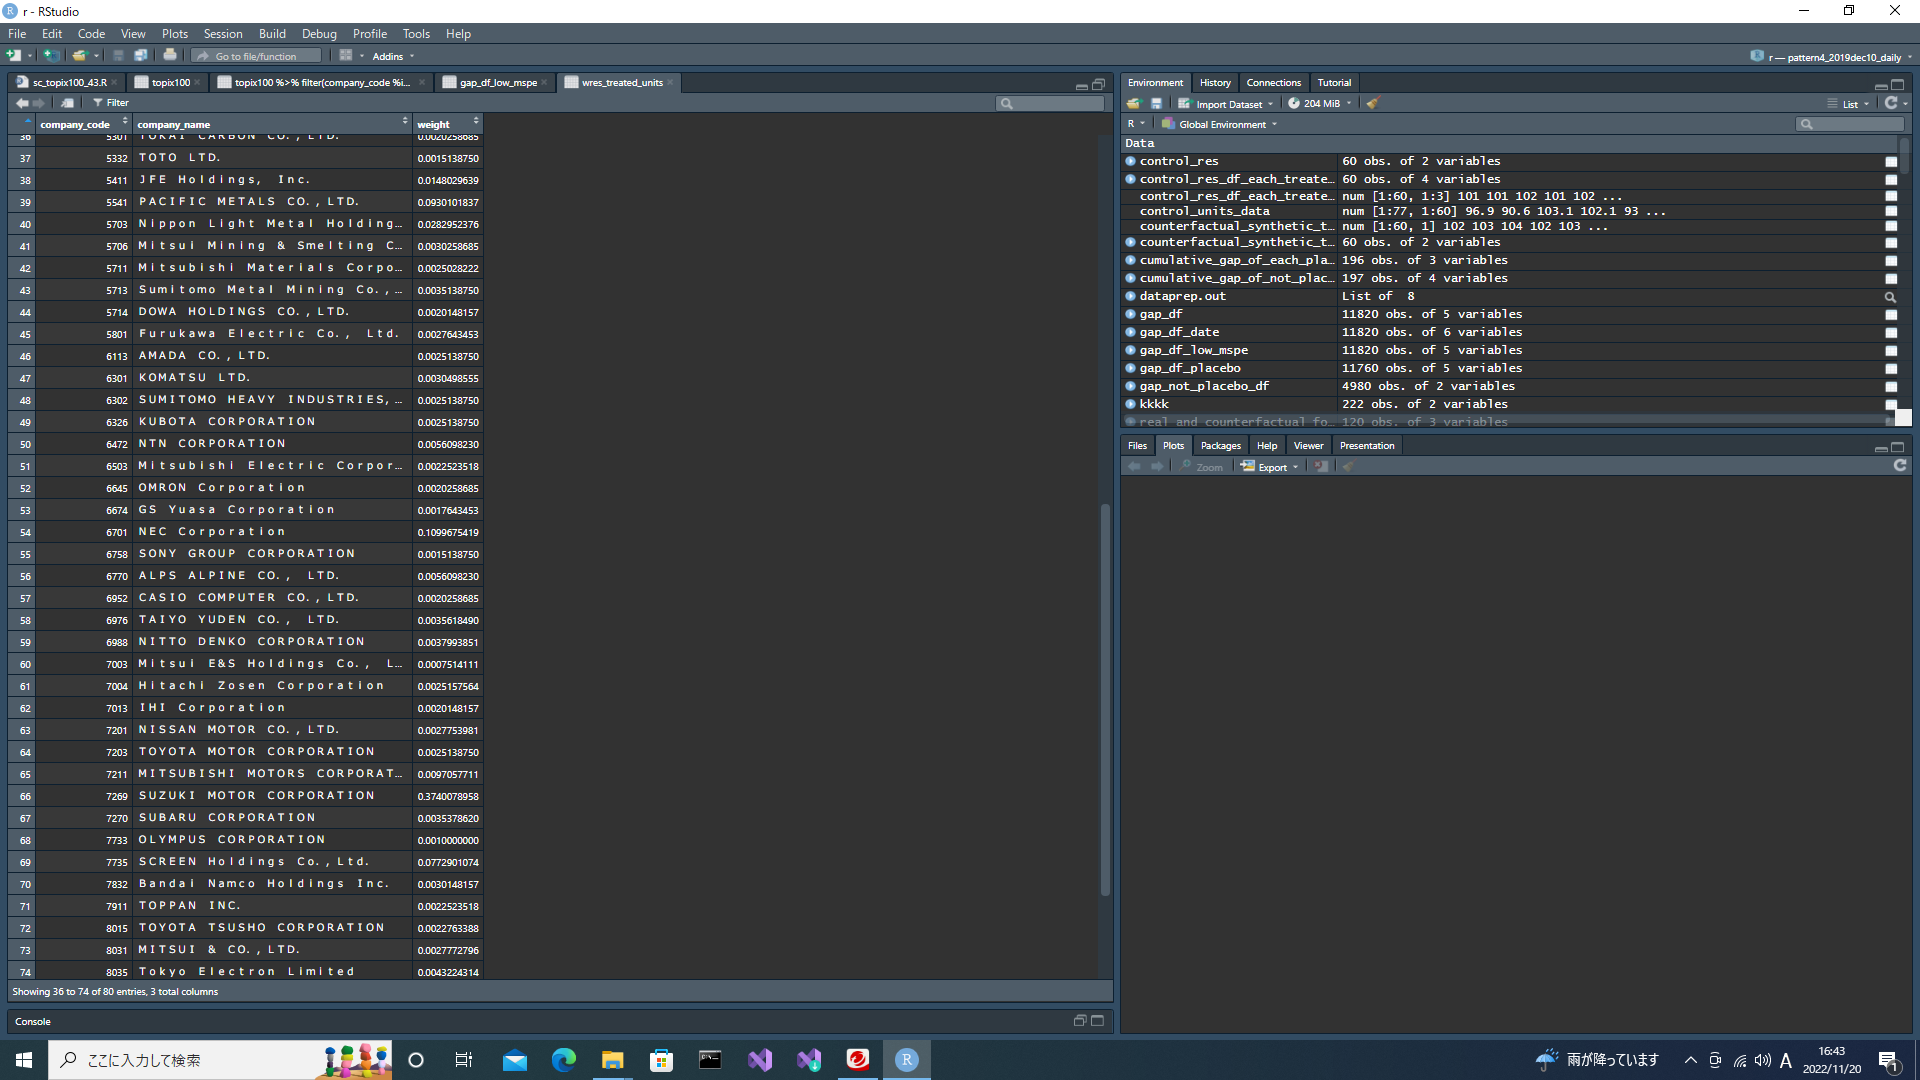 r - RStudio
File Edit Code View Plots Session Build Debug Profile Tools Help
Go to file/function Addins r — pattern4_2019dec10_daily
sc_topix100_43.R topix100 topix100 %>% filter(company_code %i... gap_df_low_mspe wres_treated_units
Filter
company_code company_name weight
36 5301 TOKAI CARBON CO.,LTD. 0.0020258685
37 5332 TOTO LTD. 0.0015138750
38 5411 JFE Holdings, Inc. 0.0148029639
39 5541 PACIFIC METALS CO.,LTD. 0.0930101837
40 5703 Nippon Light Metal Holding... 0.0282952376
41 5706 Mitsui Mining & Smelting C... 0.0030258685
42 5711 Mitsubishi Materials Corpo... 0.0025028222
43 5713 Sumitomo Metal Mining Co.,... 0.0035138750
44 5714 DOWA HOLDINGS CO.,LTD. 0.0020148157
45 5801 Furukawa Electric Co., Ltd. 0.0027643453
46 6113 AMADA CO.,LTD. 0.0025138750
47 6301 KOMATSU LTD. 0.0030498555
48 6302 SUMITOMO HEAVY INDUSTRIES,... 0.0025138750
49 6326 KUBOTA CORPORATION 0.0025138750
50 6472 NTN CORPORATION 0.0056098230
51 6503 Mitsubishi Electric Corpor... 0.0022523518
52 6645 OMRON Corporation 0.0020258685
53 6674 GS Yuasa Corporation 0.0017643453
54 6701 NEC Corporation 0.1099675419
55 6758 SONY GROUP CORPORATION 0.0015138750
56 6770 ALPS ALPINE CO., LTD. 0.0056098230
57 6952 CASIO COMPUTER CO.,LTD. 0.0020258685
58 6976 TAIYO YUDEN CO., LTD. 0.0035618490
59 6988 NITTO DENKO CORPORATION 0.0037993851
60 7003 Mitsui E&S Holdings Co., L... 0.0007514111
61 7004 Hitachi Zosen Corporation 0.0025157564
62 7013 IHI Corporation 0.0020148157
63 7201 NISSAN MOTOR CO.,LTD. 0.0027753981
64 7203 TOYOTA MOTOR CORPORATION 0.0025138750
65 7211 MITSUBISHI MOTORS CORPORAT... 0.0097057711
66 7269 SUZUKI MOTOR CORPORATION 0.3740078958
67 7270 SUBARU CORPORATION 0.0035378620
68 7733 OLYMPUS CORPORATION 0.0010000000
69 7735 SCREEN Holdings Co.,Ltd. 0.0772901074
70 7832 Bandai Namco Holdings Inc. 0.0030148157
71 7911 TOPPAN INC. 0.0022523518
72 8015 TOYOTA TSUSHO CORPORATION 0.0022763388
73 8031 MITSUI & CO.,LTD. 0.0027772796
74 8035 Tokyo Electron Limited 0.0043224314
Showing 36 to 74 of 80 entries, 3 total columns
Console
Environment History Connections Tutorial
Import Dataset 204 MiB List
R Global Environment
Data
control_res 60 obs. of 2 variables
control_res_df_each_treate... 60 obs. of 4 variables
control_res_df_each_treate... num [1:60, 1:3] 101 101 102 101 102 ...
control_units_data num [1:77, 1:60] 96.9 90.6 103.1 102.1 93 ...
counterfactual_synthetic_t... num [1:60, 1] 102 103 104 102 103 ...
counterfactual_synthetic_t... 60 obs. of 2 variables
cumulative_gap_of_each_pla... 196 obs. of 3 variables
cumulative_gap_of_not_plac... 197 obs. of 4 variables
dataprep.out List of 8
gap_df 11820 obs. of 5 variables
gap_df_date 11820 obs. of 6 variables
gap_df_low_mspe 11820 obs. of 5 variables
gap_df_placebo 11760 obs. of 5 variables
gap_not_placebo_df 4980 obs. of 2 variables
kkkk 222 obs. of 2 variables
real_and_counterfactual_fo... 120 obs. of 3 variables
Files Plots Packages Help Viewer Presentation
Zoom Export
ここに入力して検索
雨が降っています A 16:43
2022/11/20 1